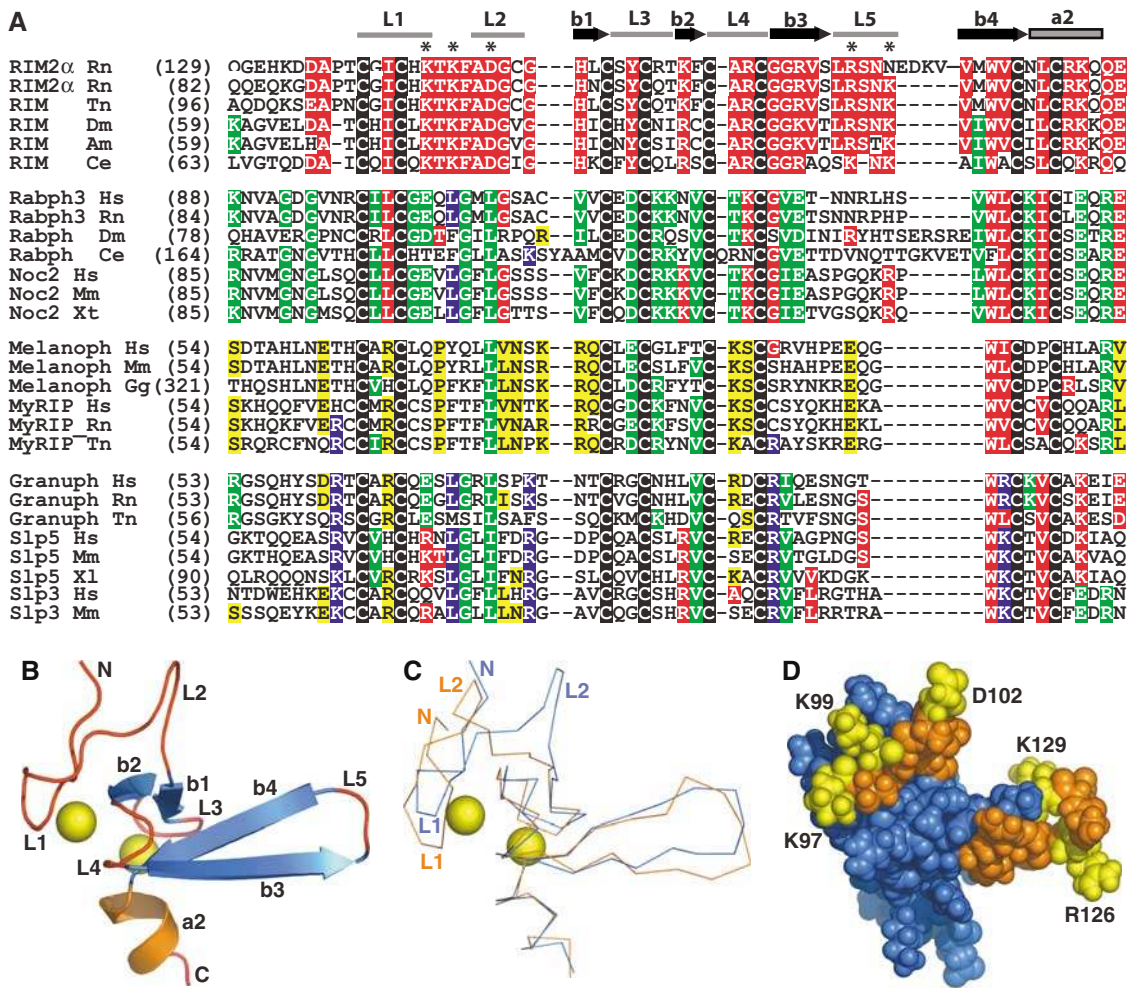 A
L1 L2 b1 L3 b2 L4 b3 L5 b4 a2
* * * * *
RIM2α Rn (129) QGEHKDDAPTCGICHKTKFADGCG---HLCSYCRTKFC-ARCGGRVSLRSNNEDKV-VMWVCNLCRKQQE
RIM2α Rn (82) QQEQKGDAPTCGICHKTKFADGCG---HNCSYCQTKFC-ARCGGRVSLRSNK------VMWVCNLCRKQQE
RIM Tn (96) AQDQKSEAPNCGICHKTKFADGCG---HLCSYCQTKFC-ARCGGRVSLRSNK------VMWVCNLCRKQQE
RIM Dm (59) KAGVELDA-TCHICLKTKFADGVG---HICHYCNIRCC-ARCGGKVTLRSNK------VIWVCILCRKKQE
RIM Am (59) KAGVELHA-TCHICLKTKFADGVG---HICHYCNIRCC-ARCGGKVTLRSTK------VIWVCILCRKKQE
RIM Ce (63) LVGTQDDA-ICQICQKTKFADGIG---HKCFYCQLRSC-ARCGGRAQSK-NK------AIWACSLCQKRQQ
Rabph3 Hs (88) KNVAGDGVNRCILCGEQLGMLGSAC--VVCEDCKKNVC-TKCGVET-NNRLHS-----VWLCKICIEQRE
Rabph3 Rn (84) KNVAGDGVNRCILCGEQLGMLGSAC--VVCEDCKKNVC-TKCGVETSNNRPHP-----VWLCKICLEQRE
Rabph Dm (78) QHAVERGPNCCRLCGDTFGILRPQR--LLCEDCRQSVC-TKCSVDINIRYHTSERSREIWLCKICSETRE
Rabph Ce (164) RRATGNGVTHCLLCHTEFGLLASKSYAAMCVDCRKYVCQRNCGVETTDVNQTTGKVETVFLCKICSEARE
Noc2 Hs (85) RNVMGNGLSQCLLCGEVLGFLGSSS--VFCKDCRKKVC-TKCGIEASPGQKRP-----LWLCKICSEQRE
Noc2 Mm (85) RNVMGNGLSQCLLCGEVLGFLGSSS--VFCKDCRKKVC-TKCGIEASPGQKRP-----LWLCKICSEQRE
Noc2 Xt (85) RNVMGNGMSQCLLCGELLGFLGTTS--VFCQDCKKKVC-TKCGIETVGSQKRQ-----VWLCKICSEQRE
Melanoph Hs (54) SDTAHLNETHCARCLQPYQLLVNSK--RQCLECGLFTC-KSCGRVHPEEQG-------WICDPCHLARV
Melanoph Mm (54) SDTAHLNETHCARCLQPYRLLLNSR--RQCLECSLFVC-KSCSHAHPEEQG-------WLCDPCHLARV
Melanoph Gg(321) THQSHLNETHCVHCLQPFKFLLNSK--RQCLDCRFYTC-KSCSRYNKREQG-------WVCDPCRLSRV
MyRIP Hs (54) SKHQQFVEHCCMRCCSPFTFLVNTK--RQCGDCKFNVC-KSCCSYQKHEKA-------WVCCVCQQARL
MyRIP Rn (54) SKHQKFVERCCMRCCSPFTFLVNAR--RRCGECKFSVC-KSCCSYQKHEKL-------WVCCVCQQARL
MyRIP Tn (54) SRQRCFNQRCCIRCCSPFTFLLNPK--RQCRDCRYNVC-KACRAYSKRERG-------WLCSACQKSRL
Granuph Hs (53) RGSQHYSDRTCARCQESLGRLSPKT--NTCRGCNHLVC-RDCRIQESNGT--------WRCKVCAKEIE
Granuph Rn (53) RGSQHYSDRTCARCQEGLGRLISKS--NTCVGCNHLVC-RECRVLESNGS--------WRCKVCSKEIE
Granuph Tn (56) RGSGKYSQRSCGRCLESMSILSAFS--SQCKMCKHDVC-QSCRTVFSNGS--------WLCSVCAKESD
Slp5 Hs (54) GKTQQEASRVCVHCHRNLGLIFDRG--DPCQACSLRVC-RECRVAGPNGS--------WKCTVCDKIAQ
Slp5 Mm (54) GKTHQEASRVCVHCHKTLGLIFDRG--DPCQACSLRVC-SECRVTGLDGS--------WKCTVCAKVAQ
Slp5 Xl (90) QLRQQQNSKLCVRCRKSLGLIFNRG--SLCQVCHLRVC-KACRVVVKDGK--------WKCTVCAKIAQ
Slp3 Hs (53) NTDWEHKEKCCARCQQVLGFLLHRG--AVCRGCSHRVC-AQCRVFLRGTHA-------WKCTVCFEDRN
Slp3 Mm (53) SSSQEYKEKCCARCQRALGLLLNRG--AVCQGCSHRVC-SECRVFLRRTRA-------WKCTVCFEDRN
B
N
L2
b2
b1
L3
b4
L5
L1
L4
b3
a2
C
C
N
L2
L2
N
L1
L1
D
K99
D102
K129
K97
R126